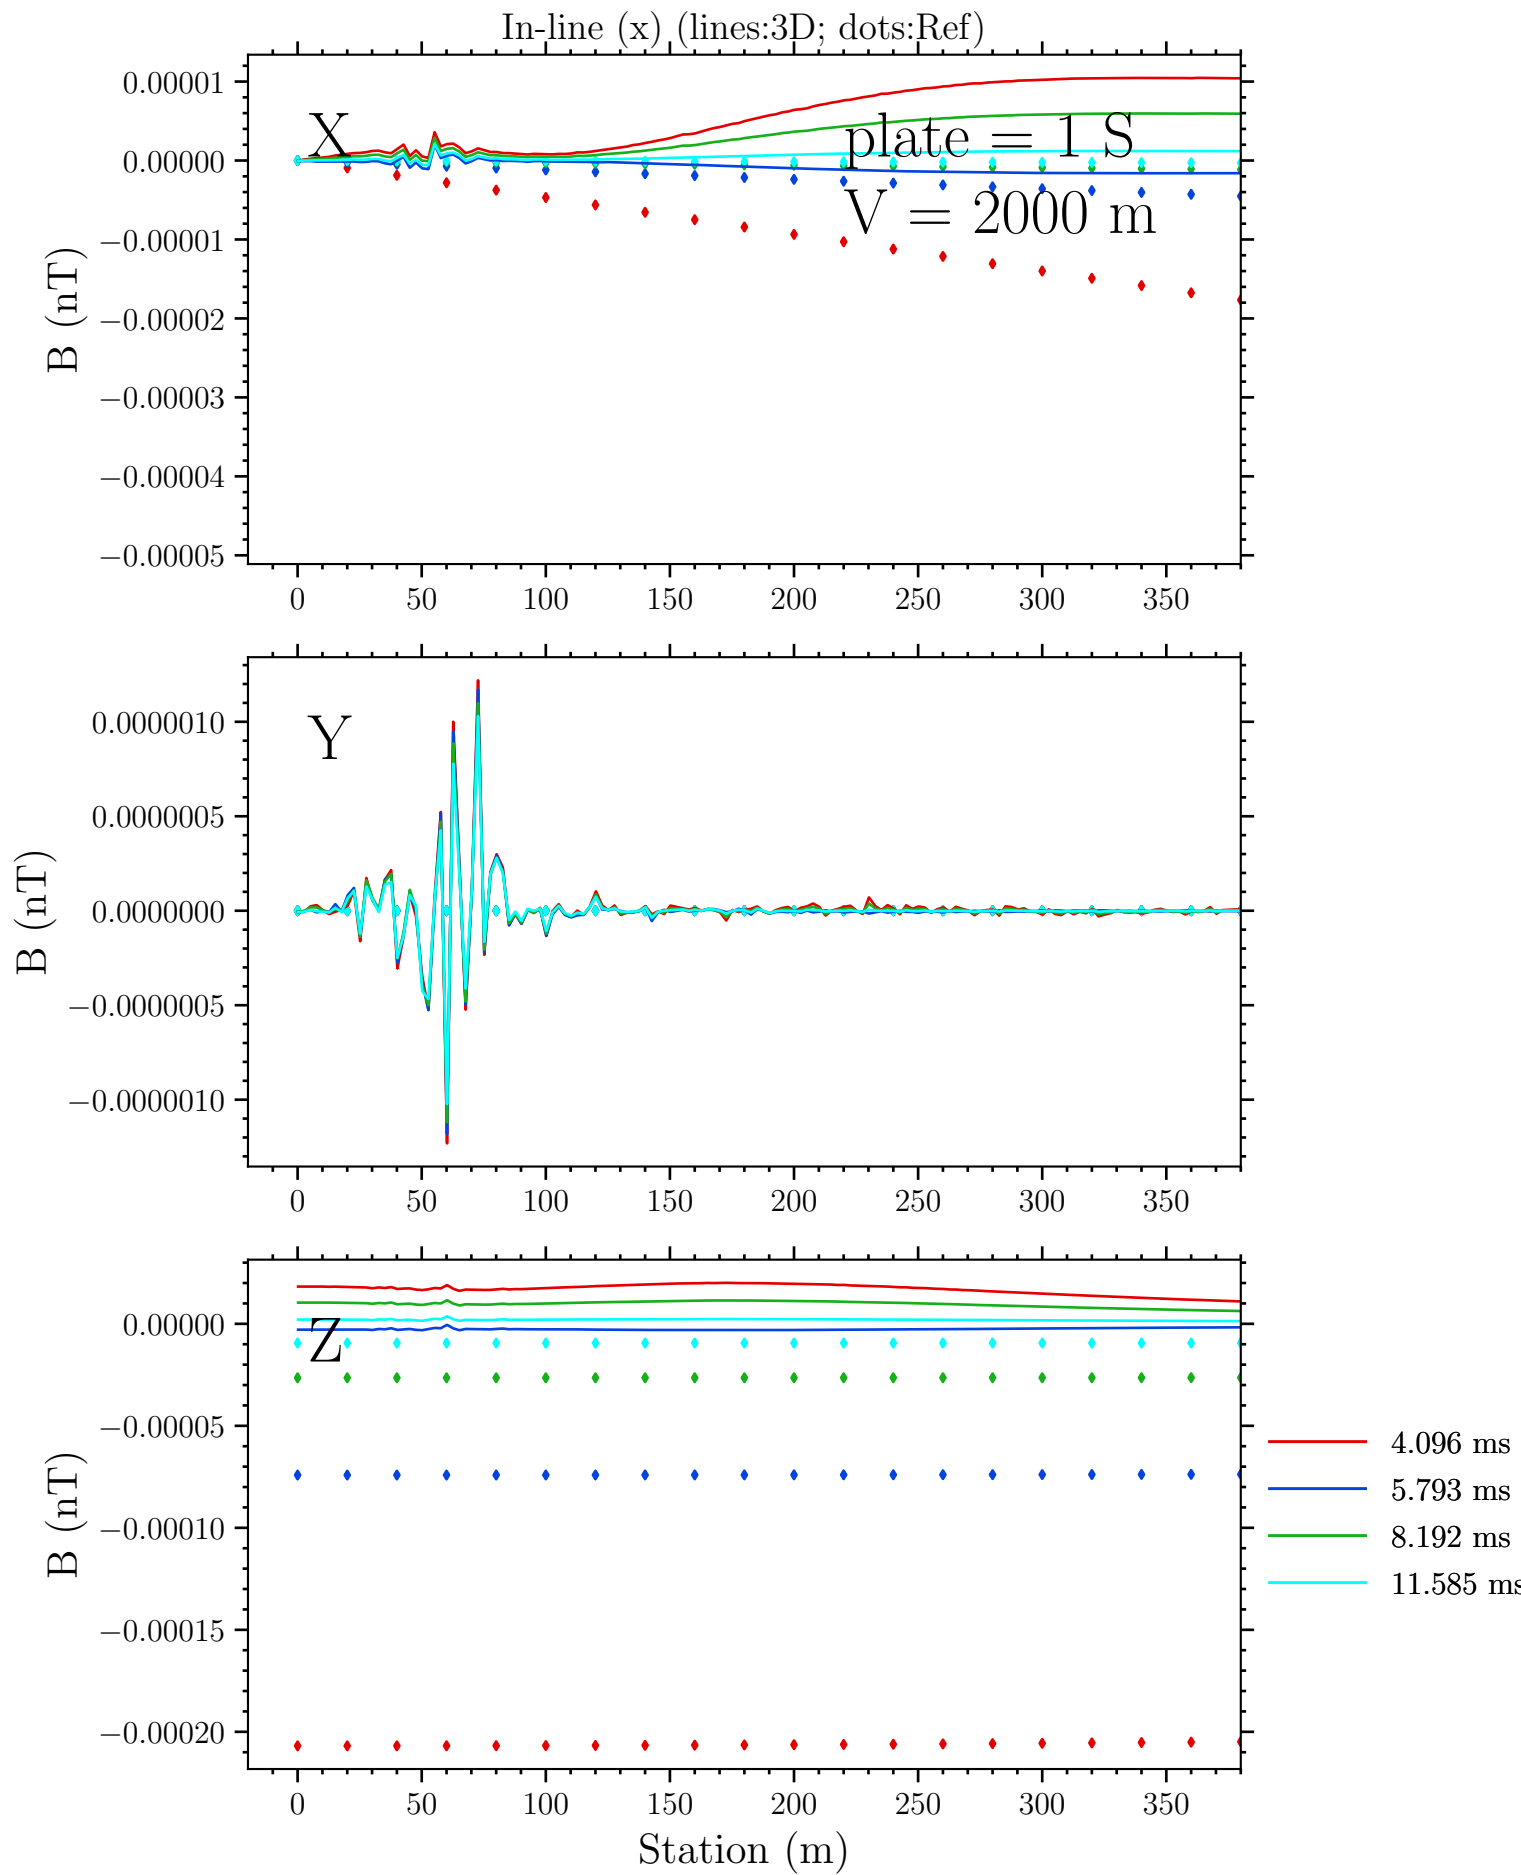 In-line (x) (lines:3D; dots:Ref)
B (nT)
0.00001
0.00000
−0.00001
−0.00002
−0.00003
−0.00004
−0.00005
X
plate = 1 S
V = 2000 m
0 50 100 150 200 250 300 350
B (nT)
0.0000010
0.0000005
0.0000000
−0.0000005
−0.0000010
Y
0 50 100 150 200 250 300 350
B (nT)
0.00000
−0.00005
−0.00010
−0.00015
−0.00020
Z
4.096 ms
5.793 ms
8.192 ms
11.585 ms
0 50 100 150 200 250 300 350
Station (m)